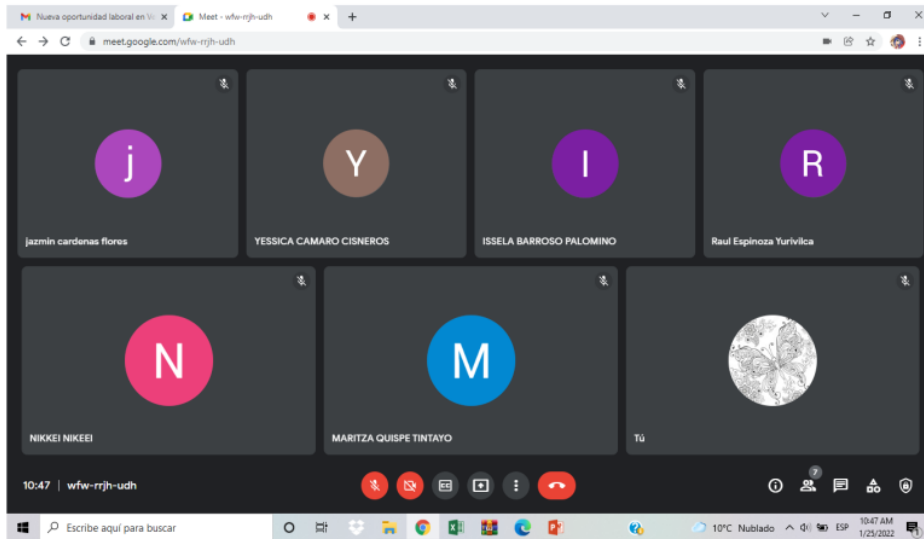 Nueva oportunidad laboral en V
Meet - wfw-rrjh-udh
meet.google.com/wfw-rrjh-udh
j
Y
I
R
jazmin cardenas flores
YESSICA CAMARO CISNEROS
ISSELA BARROSO PALOMINO
Raul Espinoza Yurivilca
N
M
NIKKEI NIKEEI
MARITZA QUISPE TINTAYO
Tú
10:47 | wfw-rrjh-udh
CC
7
Escribe aquí para buscar
10°C Nublado
ESP
10:47 AM
1/25/2022